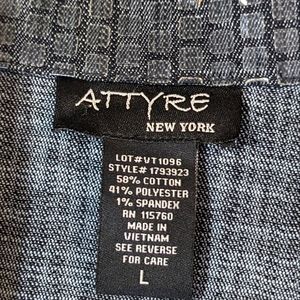 ATTYRE
NEW YORK
LOT#VT1096
STYLE# 1793923
58% COTTON
41% POLYESTER
1% SPANDEX
RN 115760
MADE IN
VIETNAM
SEE REVERSE
FOR CARE
L